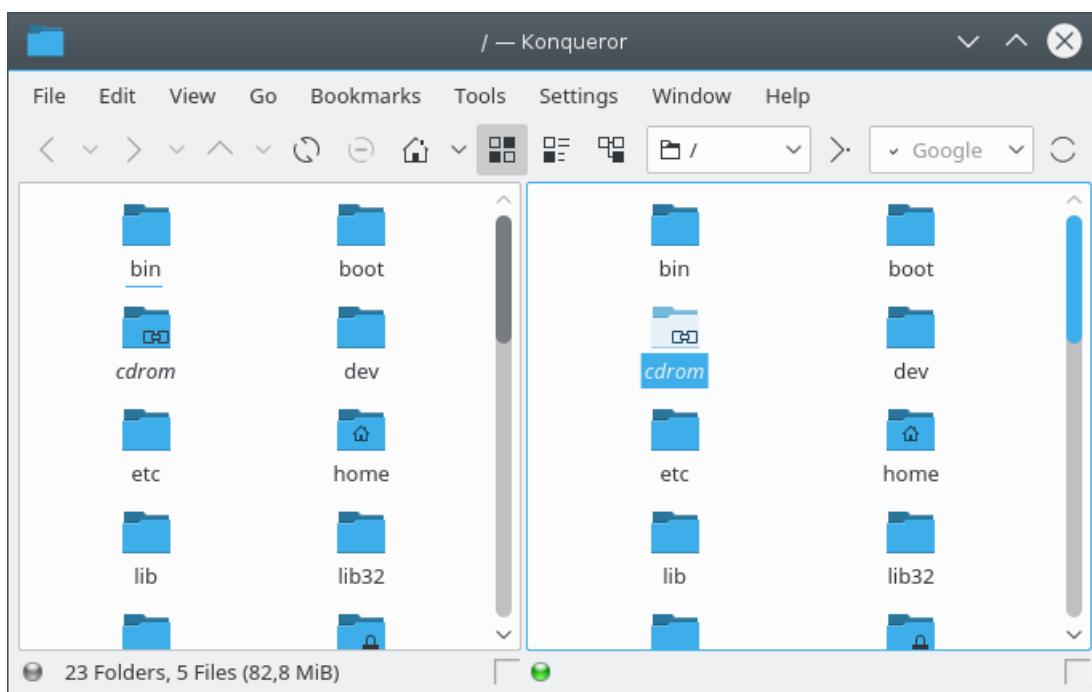 / — Konqueror
File Edit View Go Bookmarks Tools Settings Window Help
/ Google
bin boot bin boot
cdrom dev cdrom dev
etc home etc home
lib lib32 lib lib32
23 Folders, 5 Files (82,8 MiB)